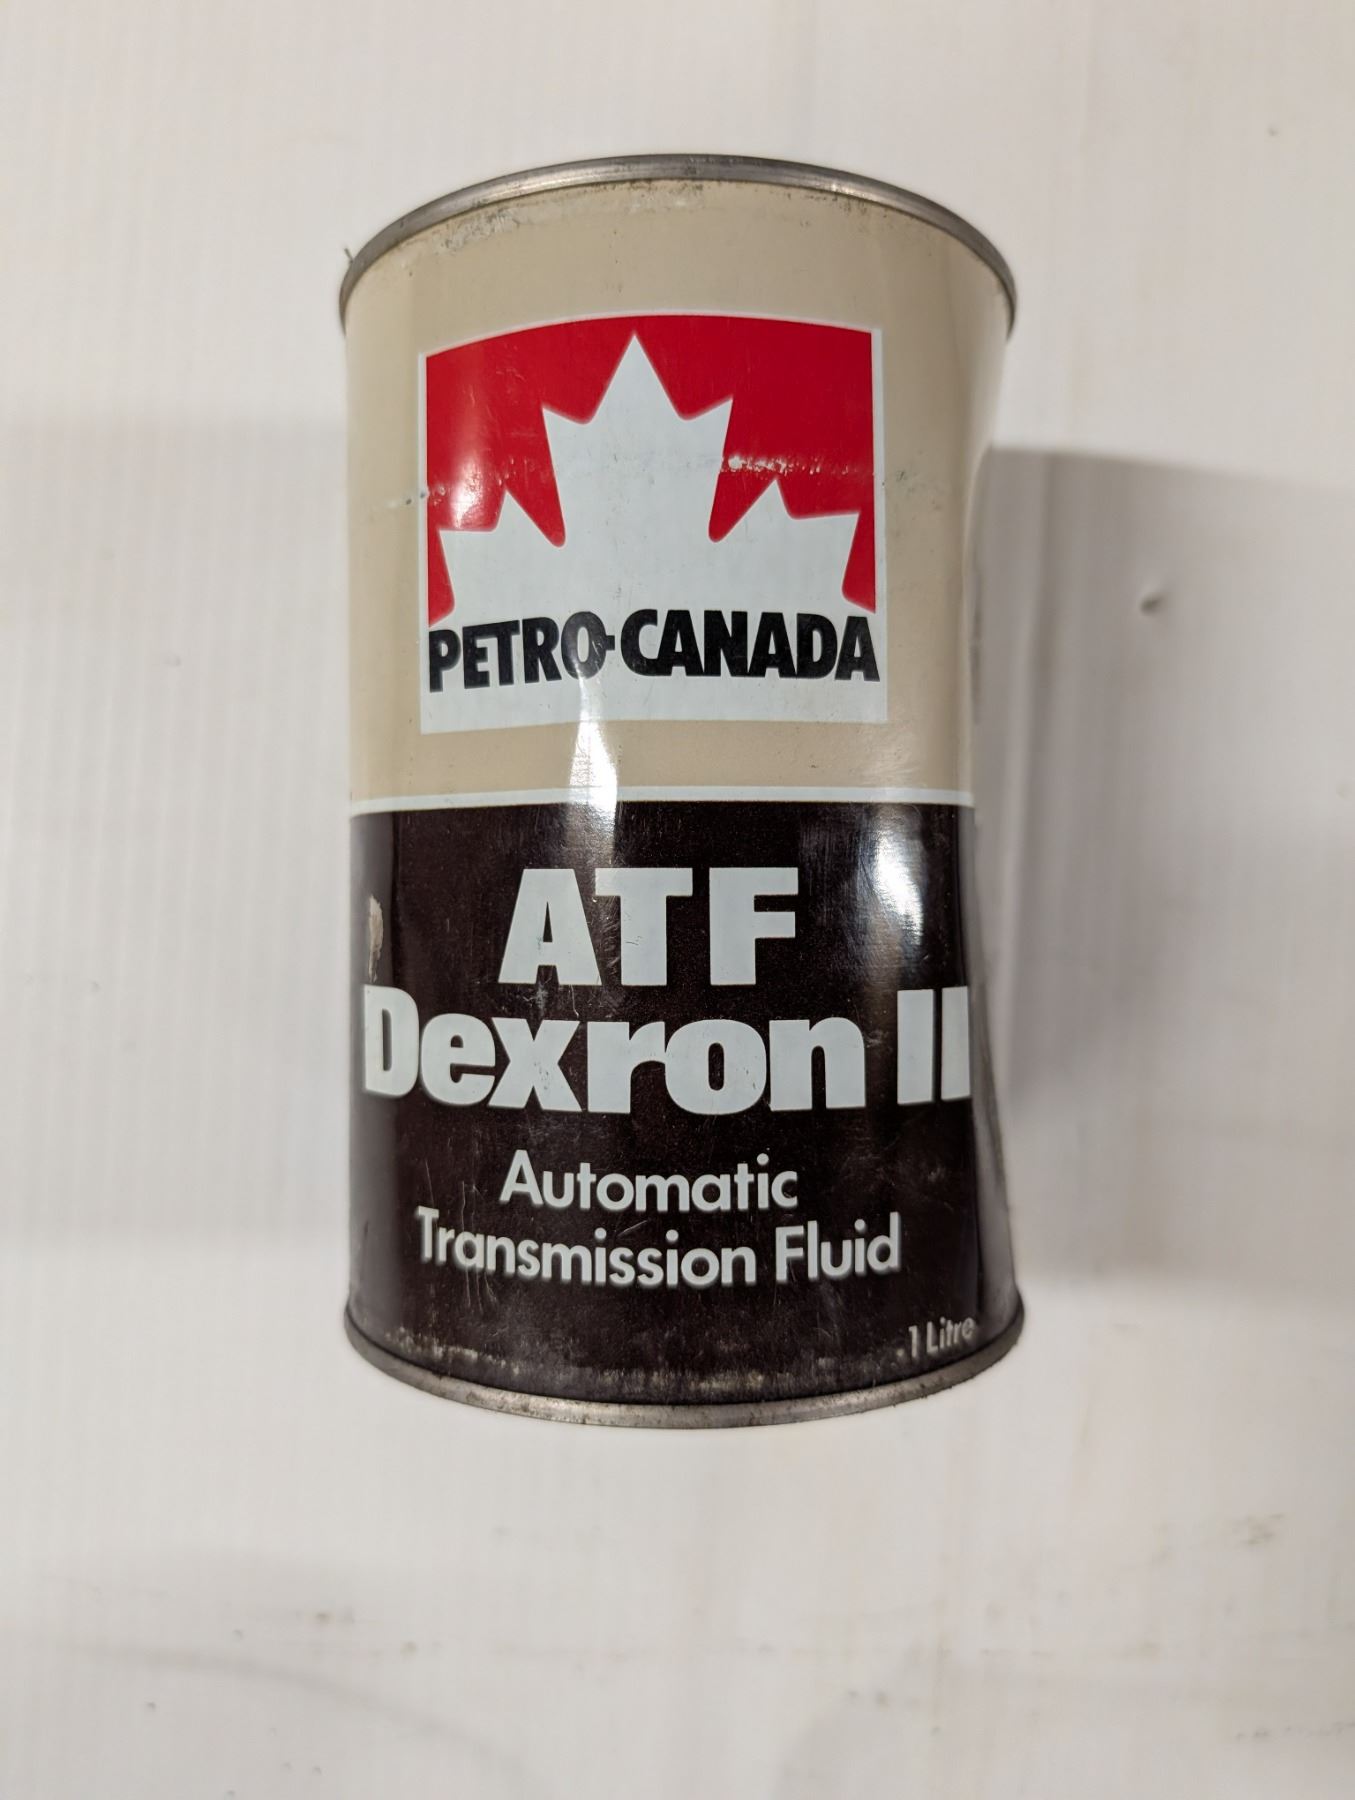 PETRO-CANADA
ATF
Dexron II
Automatic
Transmission Fluid
1 Litre